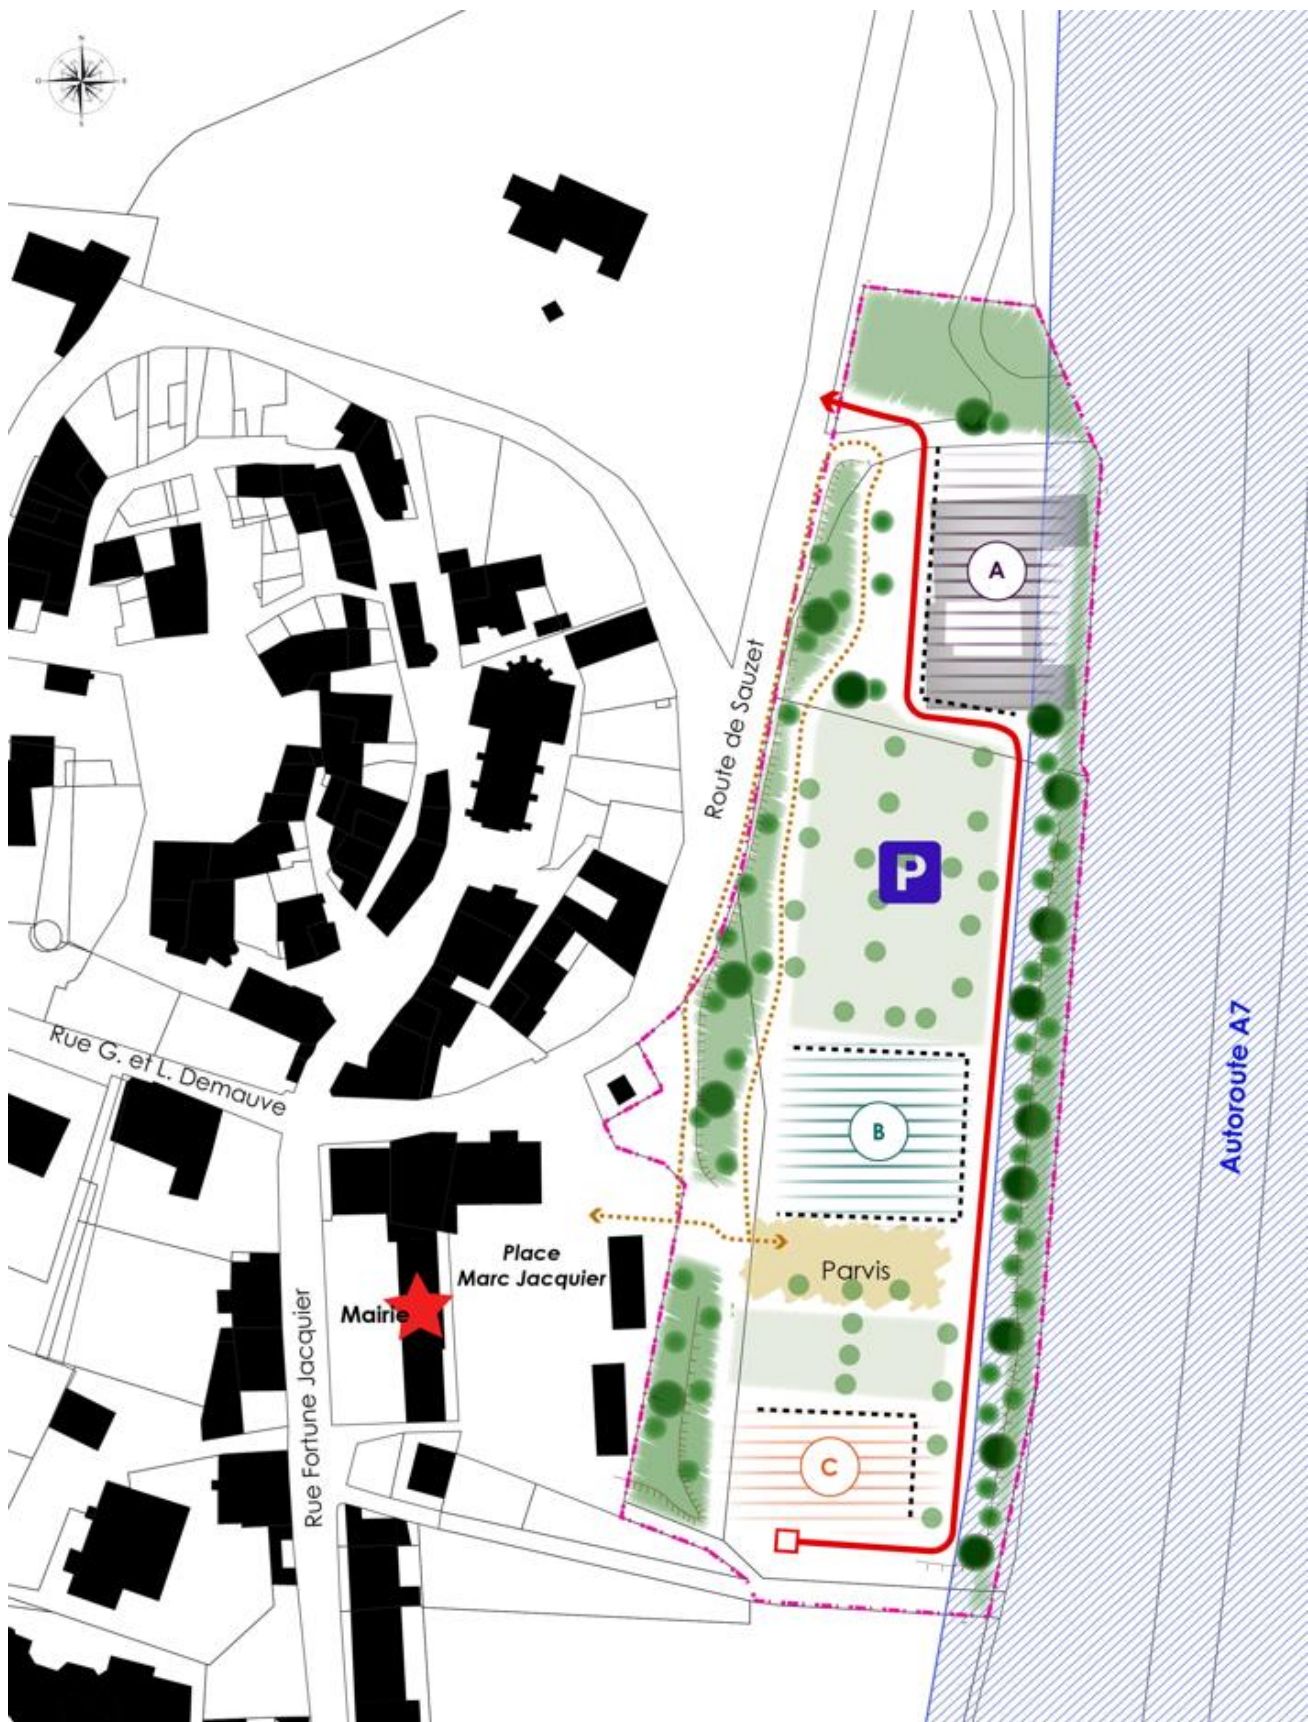 N
O
E
S
A
Route de Sauzet
P
Autoroute A7
Rue G. et L. Demauve
B
Place
Marc Jacquier
Parvis
Mairie
Rue Fortune Jacquier
C